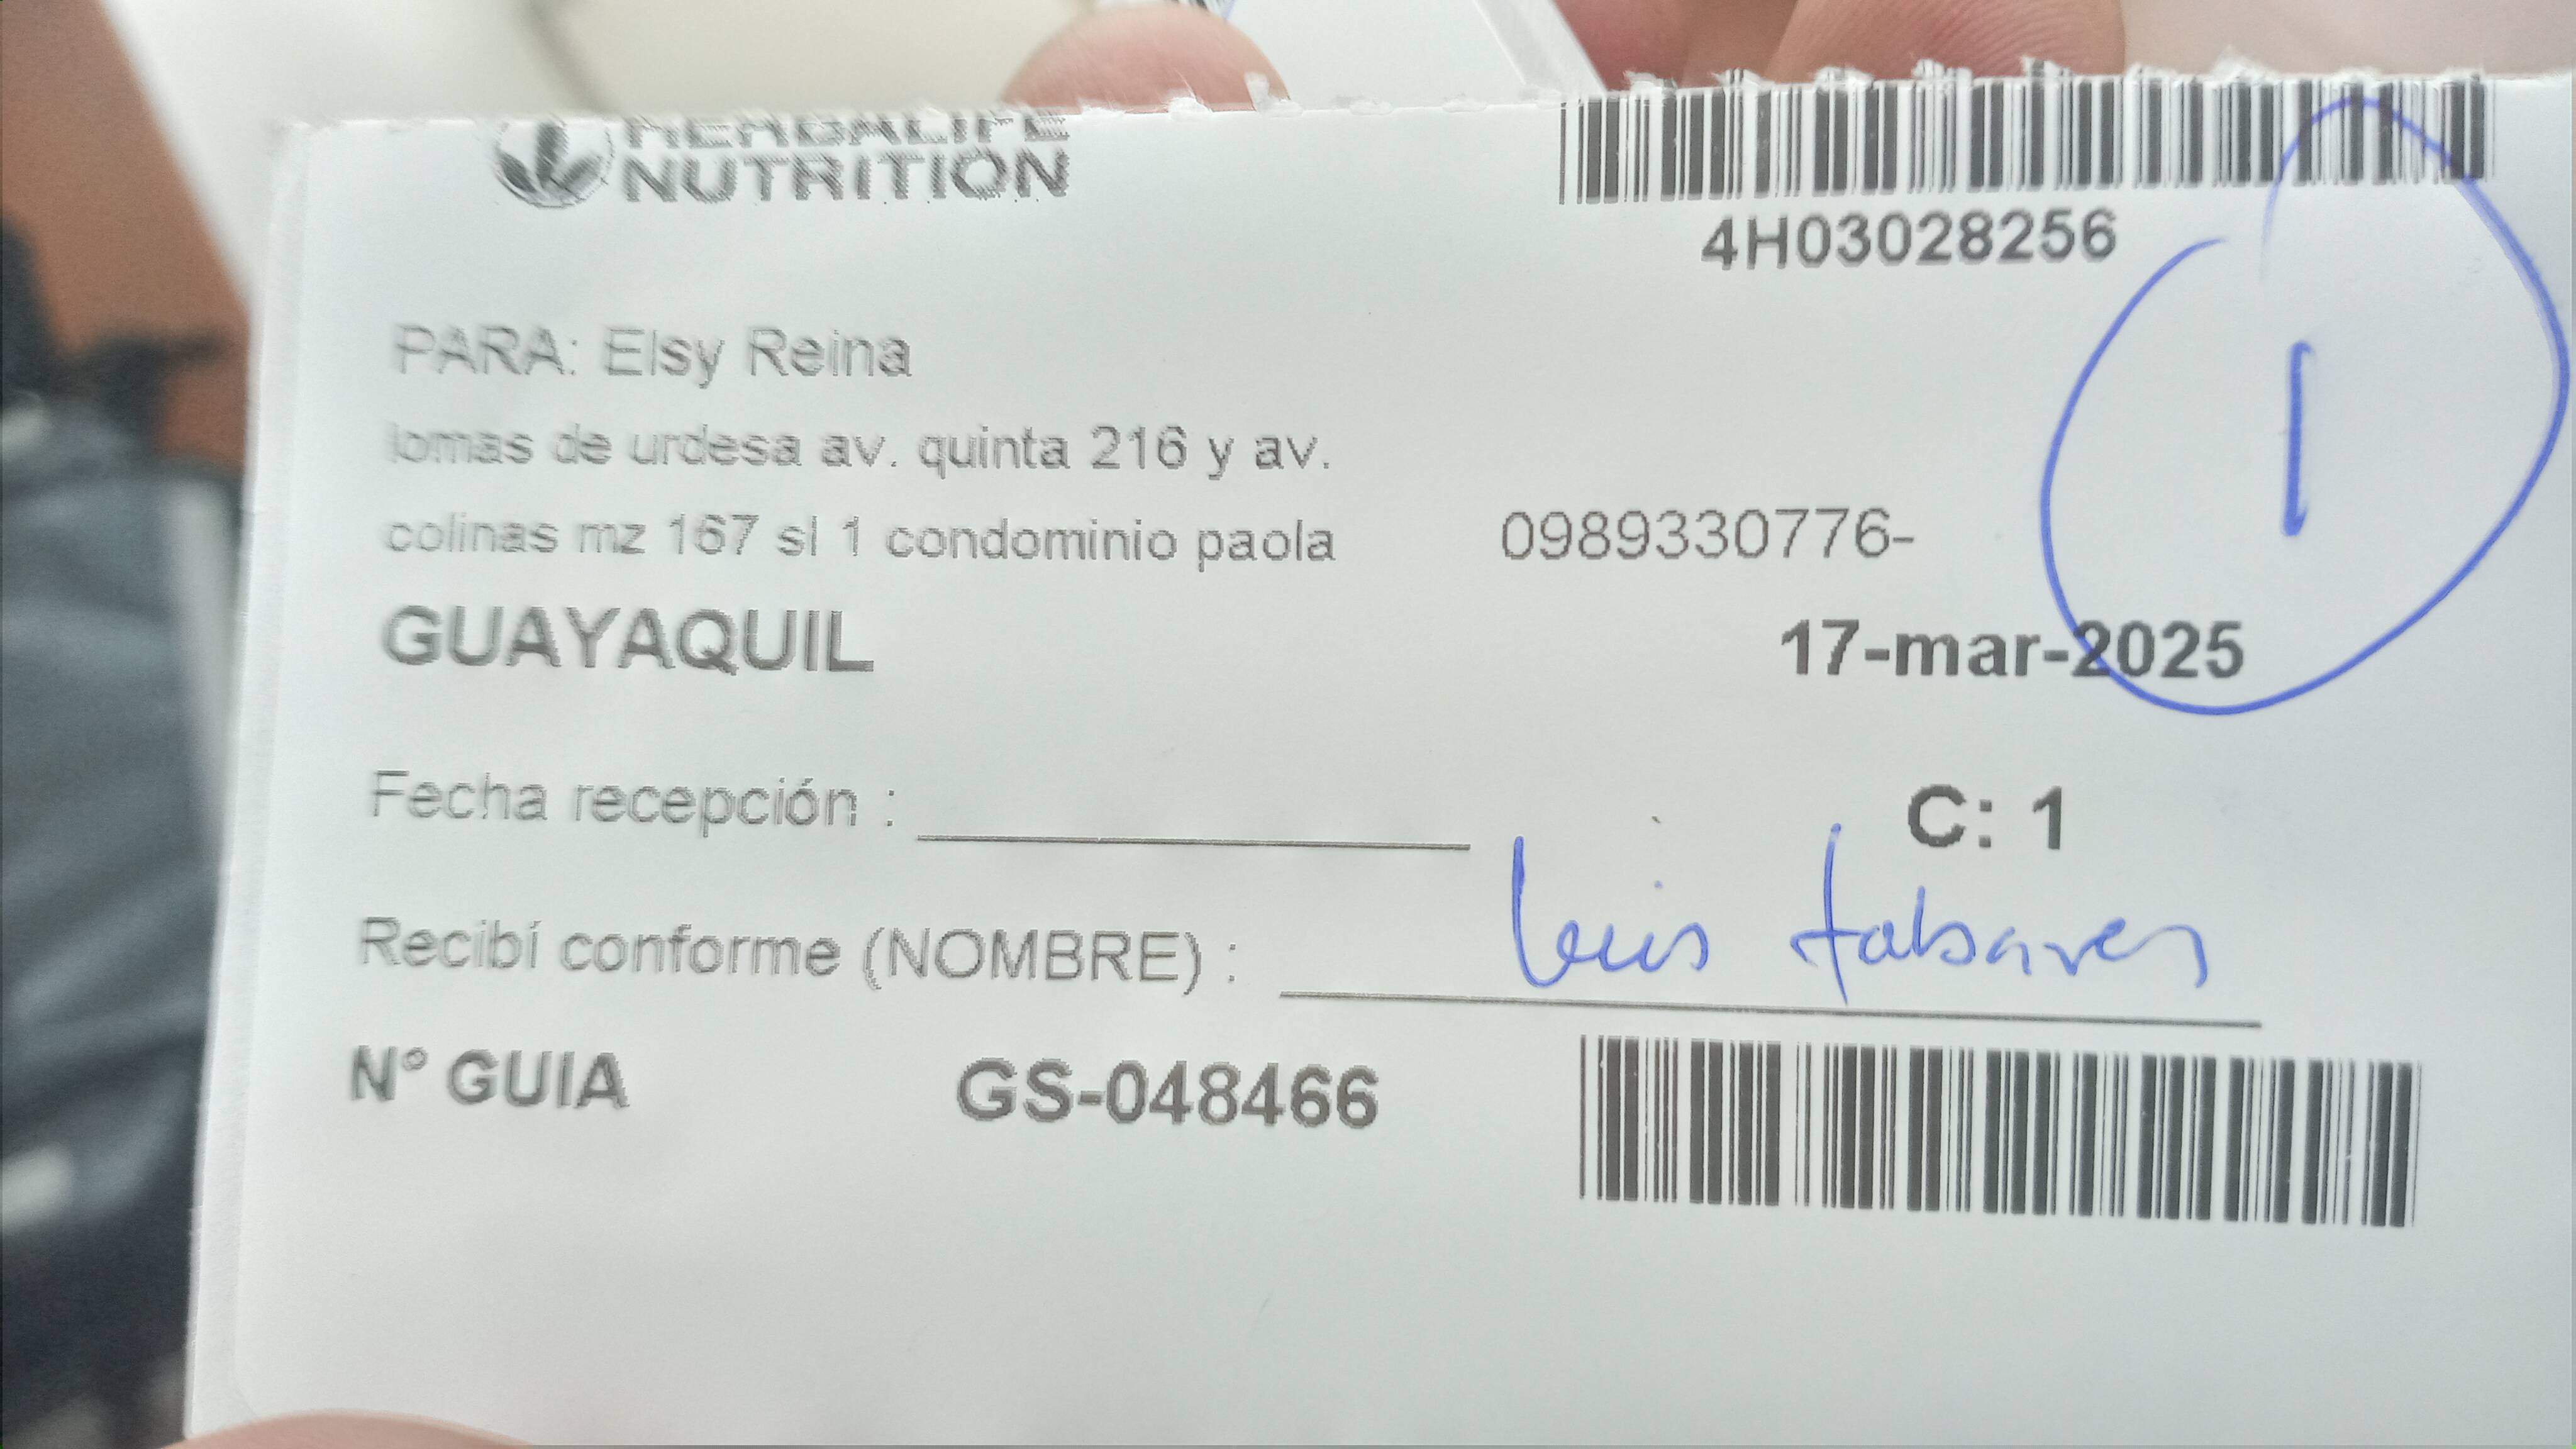 HERBALIFE
NUTRITION
4H03028256
PARA: Elsy Reina
lomas de urdesa av. quinta 216 y av.
colinas mz 167 sl 1 condominio paola
0989330776-
1
GUAYAQUIL
17-mar-2025
Fecha recepción :
C: 1
Recibí conforme (NOMBRE) : luis tabares
N° GUIA GS-048466